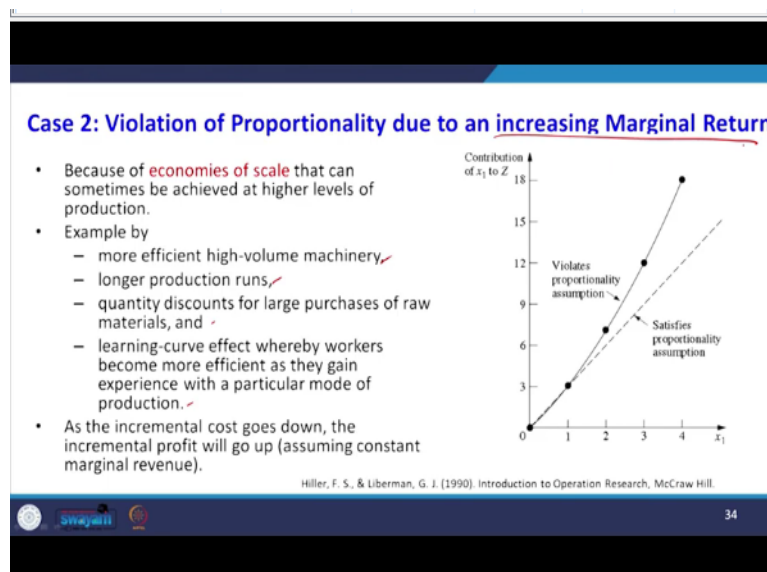 Case 2: Violation of Proportionality due to an increasing Marginal Return
• Because of economies of scale that can
sometimes be achieved at higher levels of
production.
• Example by
– more efficient high-volume machinery,
– longer production runs,
– quantity discounts for large purchases of raw
materials, and
– learning-curve effect whereby workers
become more efficient as they gain
experience with a particular mode of
production.
• As the incremental cost goes down, the
incremental profit will go up (assuming constant
marginal revenue).
Contribution
of x₁ to Z
18
15
12
9
6
3
0 1 2 3 4 x₁
Violates
proportionality
assumption
Satisfies
proportionality
assumption
Hiller, F. S., & Liberman, G. J. (1990). Introduction to Operation Research, McCraw Hill.
swayam
34